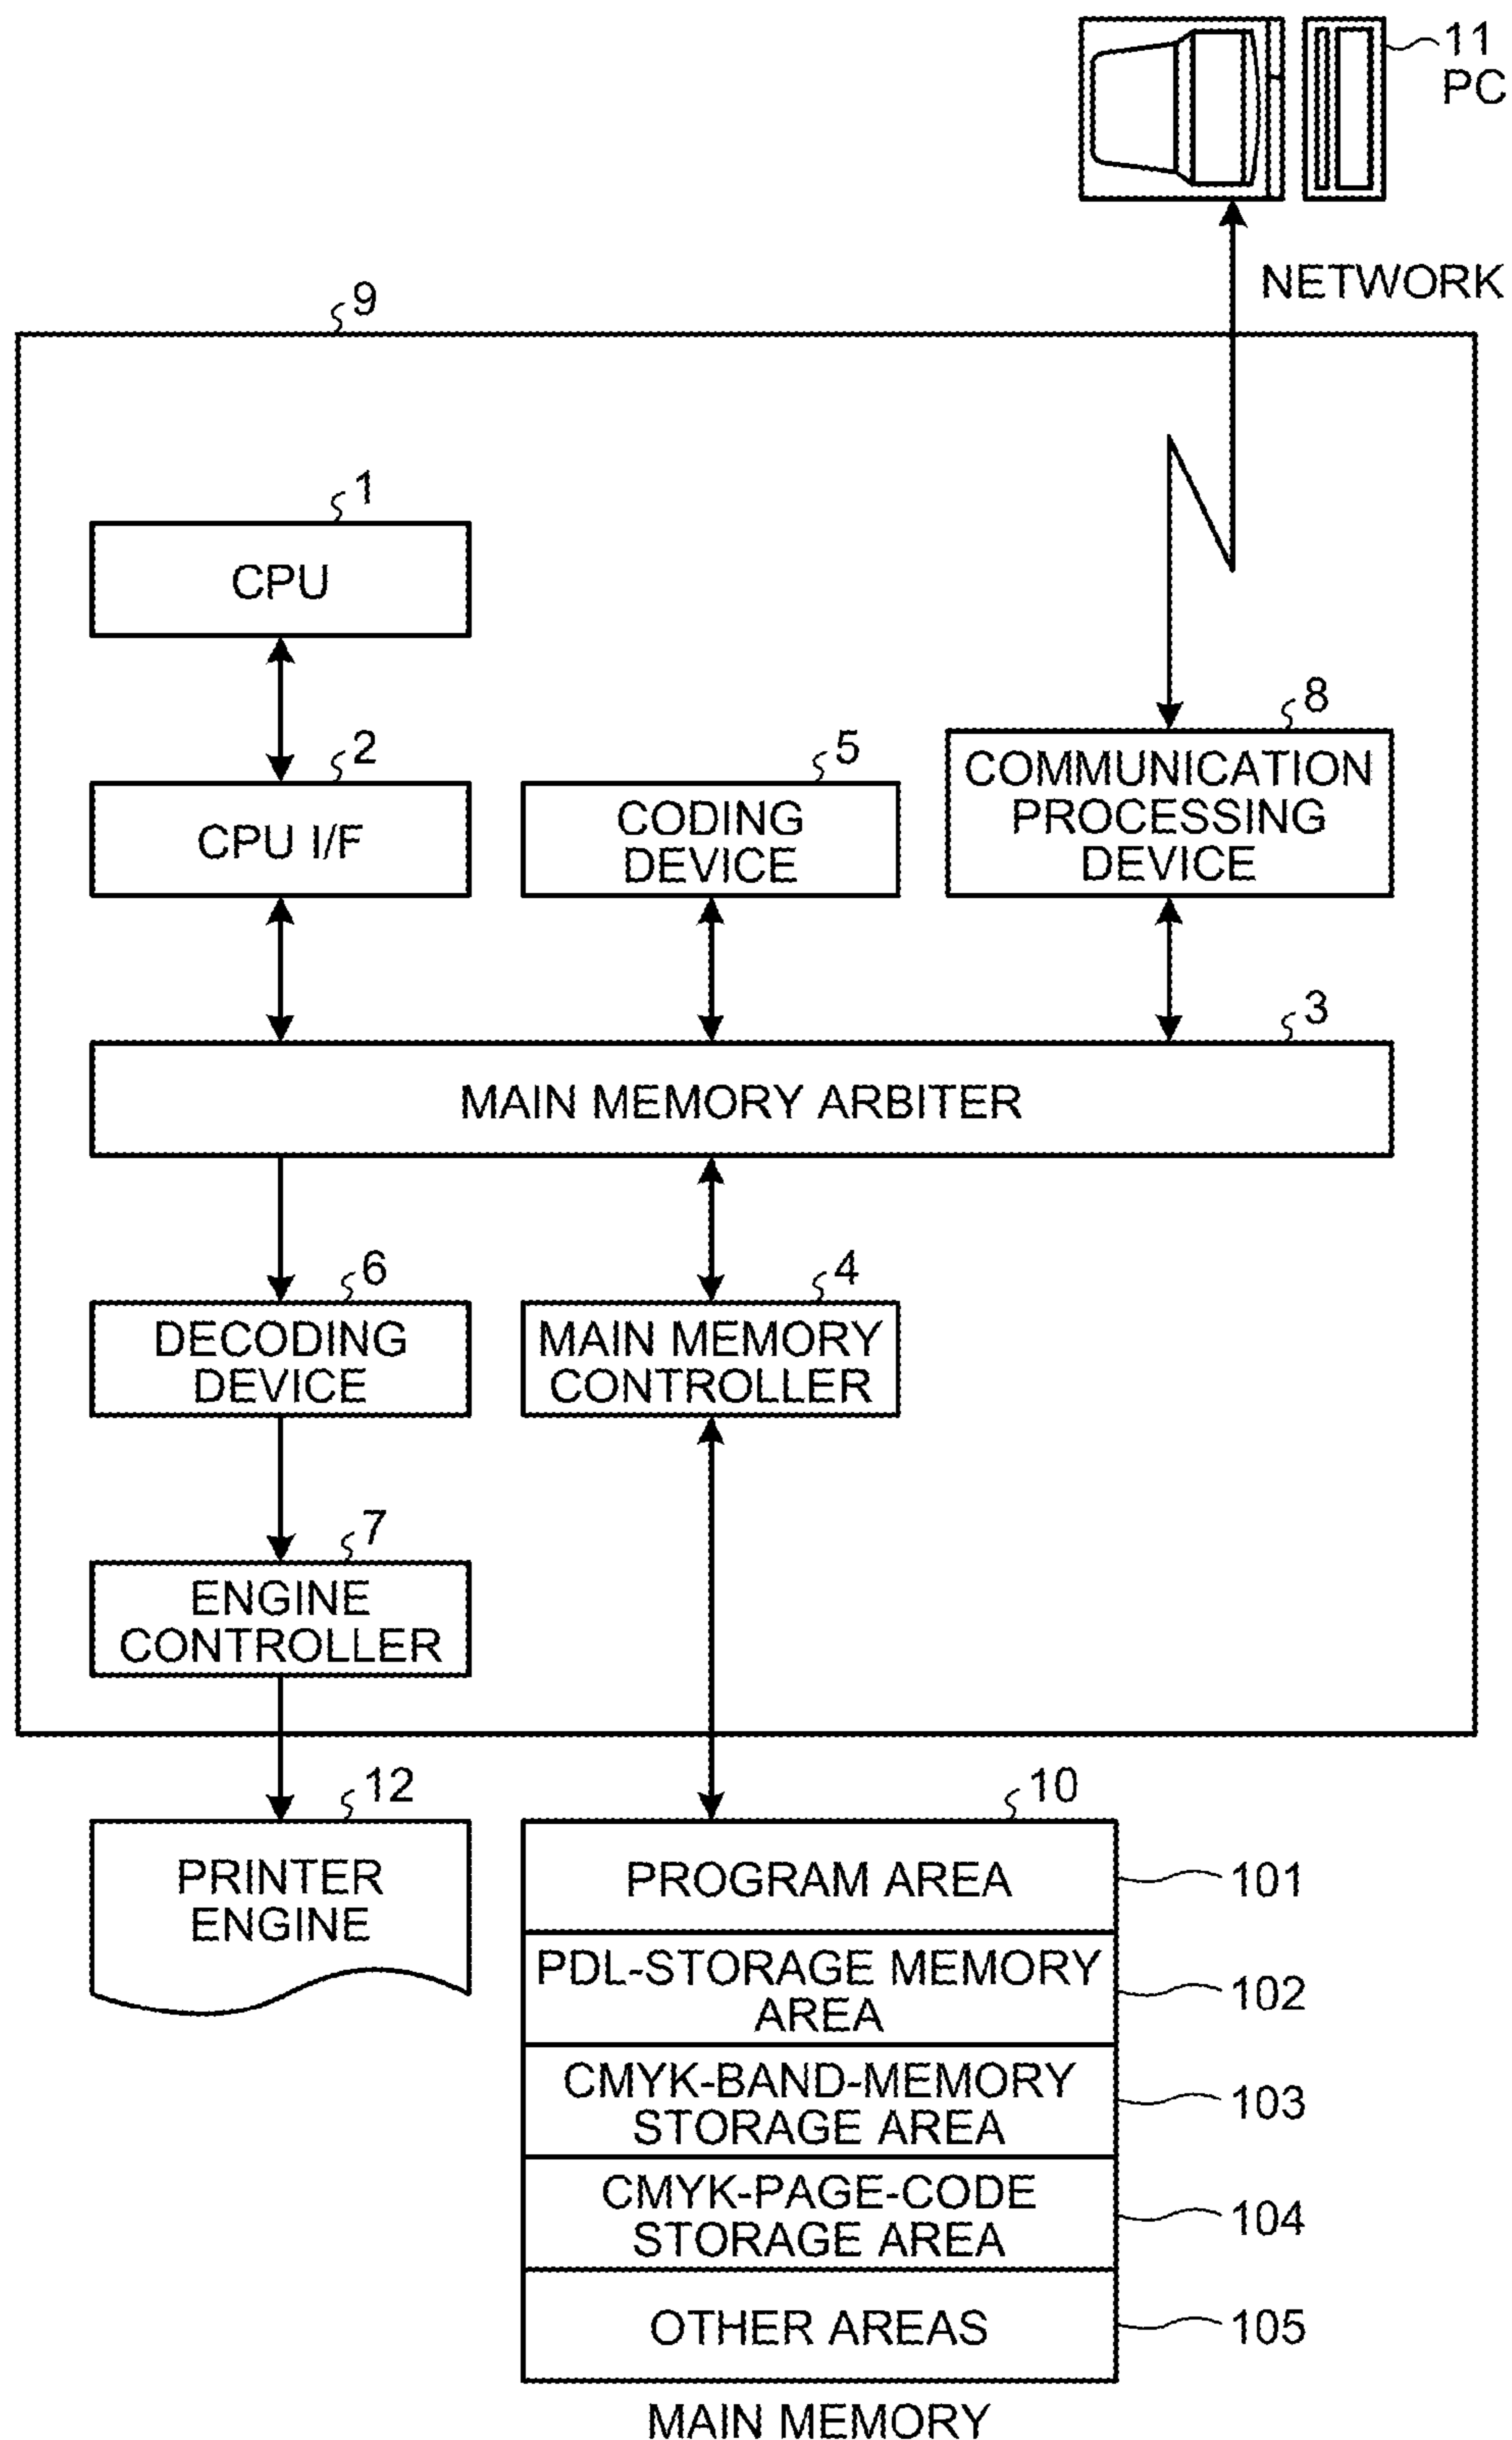 11
PC
NETWORK
9
1
CPU
2
CPU I/F
5
CODING
DEVICE
8
COMMUNICATION
PROCESSING
DEVICE
3
MAIN MEMORY ARBITER
6
DECODING
DEVICE
4
MAIN MEMORY
CONTROLLER
7
ENGINE
CONTROLLER
12
PRINTER
ENGINE
10
PROGRAM AREA
101
PDL-STORAGE MEMORY
AREA
102
CMYK-BAND-MEMORY
STORAGE AREA
103
CMYK-PAGE-CODE
STORAGE AREA
104
OTHER AREAS
105
MAIN MEMORY